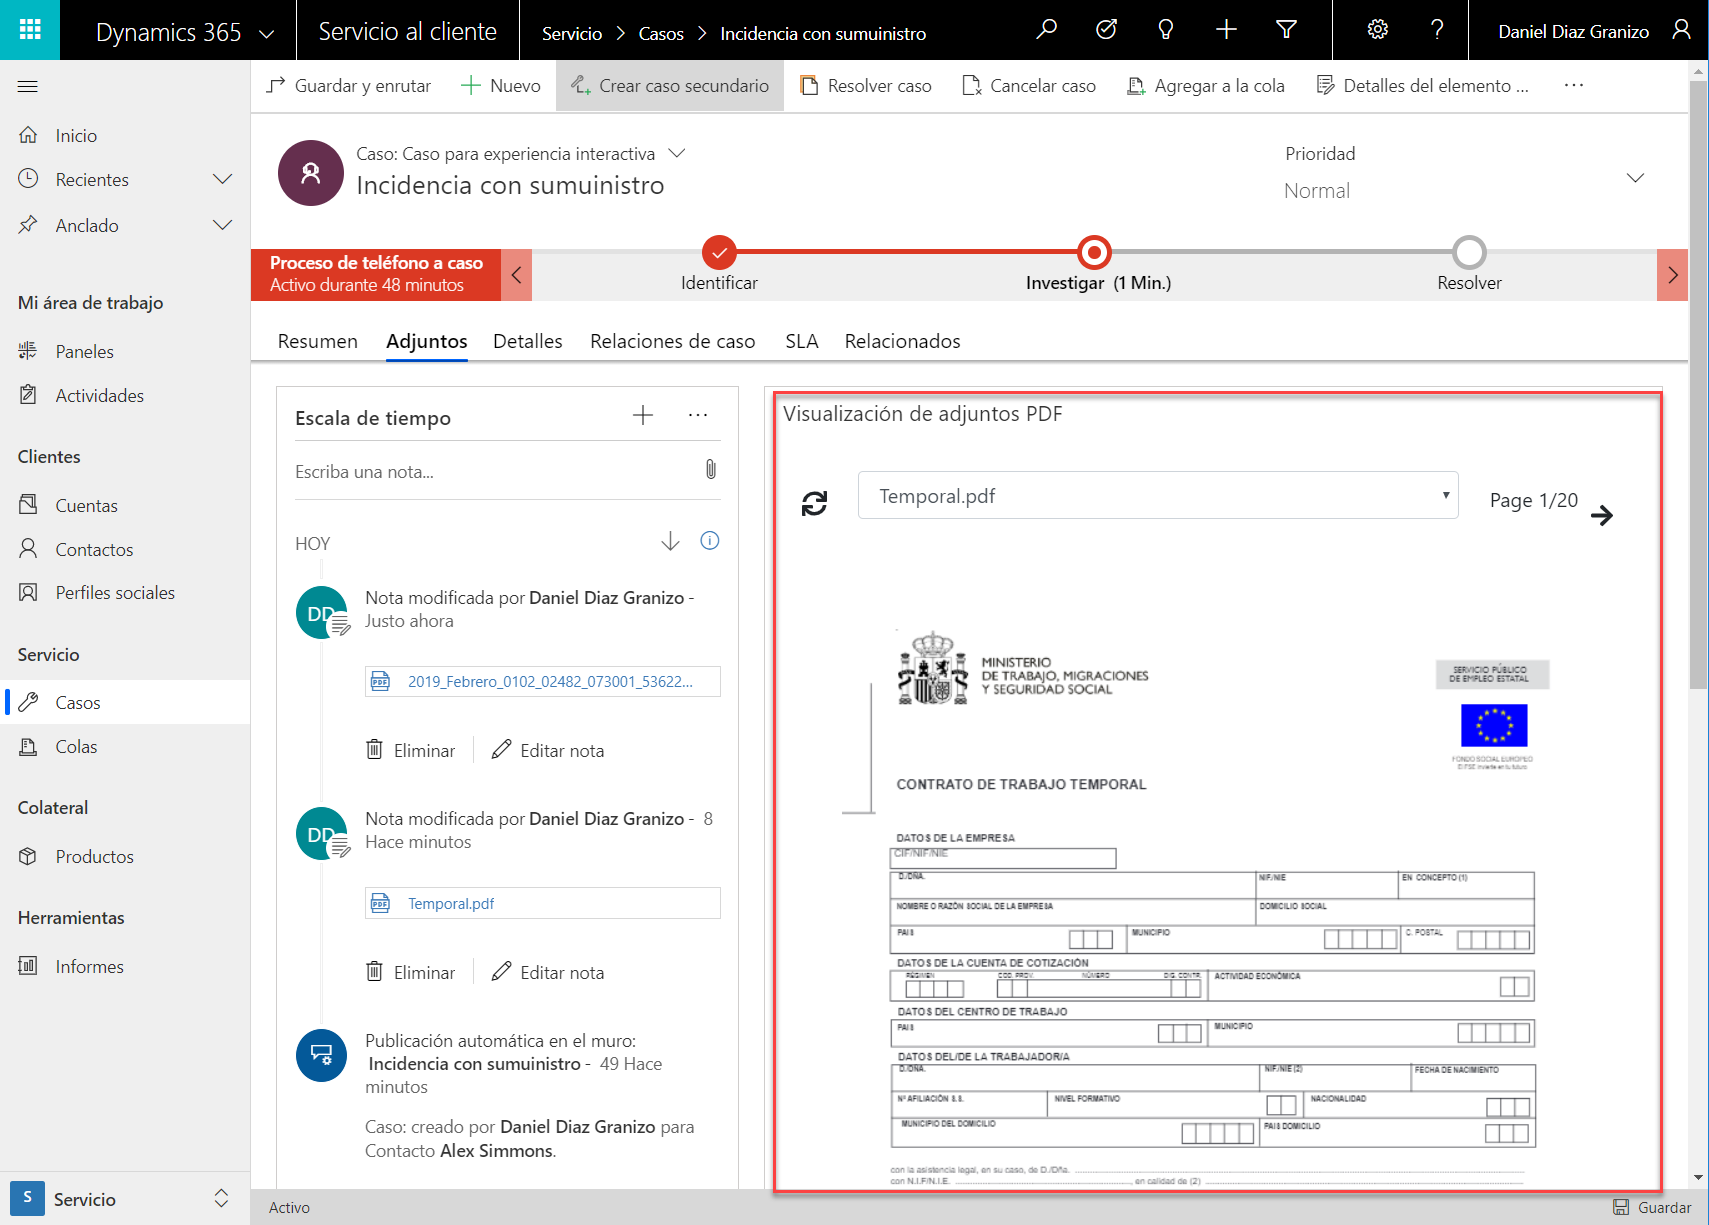 Dynamics 365
Servicio al cliente
Servicio > Casos > Incidencia con sumuinistro
Daniel Diaz Granizo
Guardar y enrutar
Nuevo
Crear caso secundario
Resolver caso
Cancelar caso
Agregar a la cola
Detalles del elemento ...
Inicio
Recientes
Anclado
Mi área de trabajo
Paneles
Actividades
Clientes
Cuentas
Contactos
Perfiles sociales
Servicio
Casos
Colas
Colateral
Productos
Herramientas
Informes
S Servicio
Caso: Caso para experiencia interactiva
Incidencia con sumuinistro
Prioridad
Normal
Proceso de teléfono a caso
Activo durante 48 minutos
Identificar
Investigar (1 Min.)
Resolver
Resumen
Adjuntos
Detalles
Relaciones de caso
SLA
Relacionados
Escala de tiempo
Escriba una nota...
HOY
DD
Nota modificada por Daniel Diaz Granizo -
Justo ahora
PDF 2019_Febrero_0102_02482_073001_53622...
Eliminar
Editar nota
DD
Nota modificada por Daniel Diaz Granizo - 8
Hace minutos
PDF Temporal.pdf
Eliminar
Editar nota
Publicación automática en el muro:
Incidencia con sumuinistro - 49 Hace
minutos
Caso: creado por Daniel Diaz Granizo para
Contacto Alex Simmons.
Visualización de adjuntos PDF
Temporal.pdf
Page 1/20
MINISTERIO
DE TRABAJO, MIGRACIONES
Y SEGURIDAD SOCIAL
SERVICIO PÚBLICO
DE EMPLEO ESTATAL
FONDO SOCIAL EUROPEO
El FSE invierte en tu futuro
CONTRATO DE TRABAJO TEMPORAL
DATOS DE LA EMPRESA
CIF/NIF/NIE
D./DÑA.
NIF/NIE
EN CONCEPTO (1)
NOMBRE O RAZÓN SOCIAL DE LA EMPRESA
DOMICILIO SOCIAL
PAIS
MUNICIPIO
C. POSTAL
DATOS DE LA CUENTA DE COTIZACIÓN
RÉGIMEN
COD. PROV.
NÚMERO
DIG. CONTR.
ACTIVIDAD ECONÓMICA
DATOS DEL CENTRO DE TRABAJO
PAIS
MUNICIPIO
DATOS DEL/DE LA TRABAJADOR/A
D./DÑA.
NIF/NIE (2)
FECHA DE NACIMIENTO
Nº AFILIACIÓN S.S.
NIVEL FORMATIVO
NACIONALIDAD
MUNICIPIO DEL DOMICILIO
PAIS DOMICILIO
con la asistencia legal, en su caso, de D./Dña.
con N.I.F/N.I.E. , en calidad de (2)
Activo
Guardar